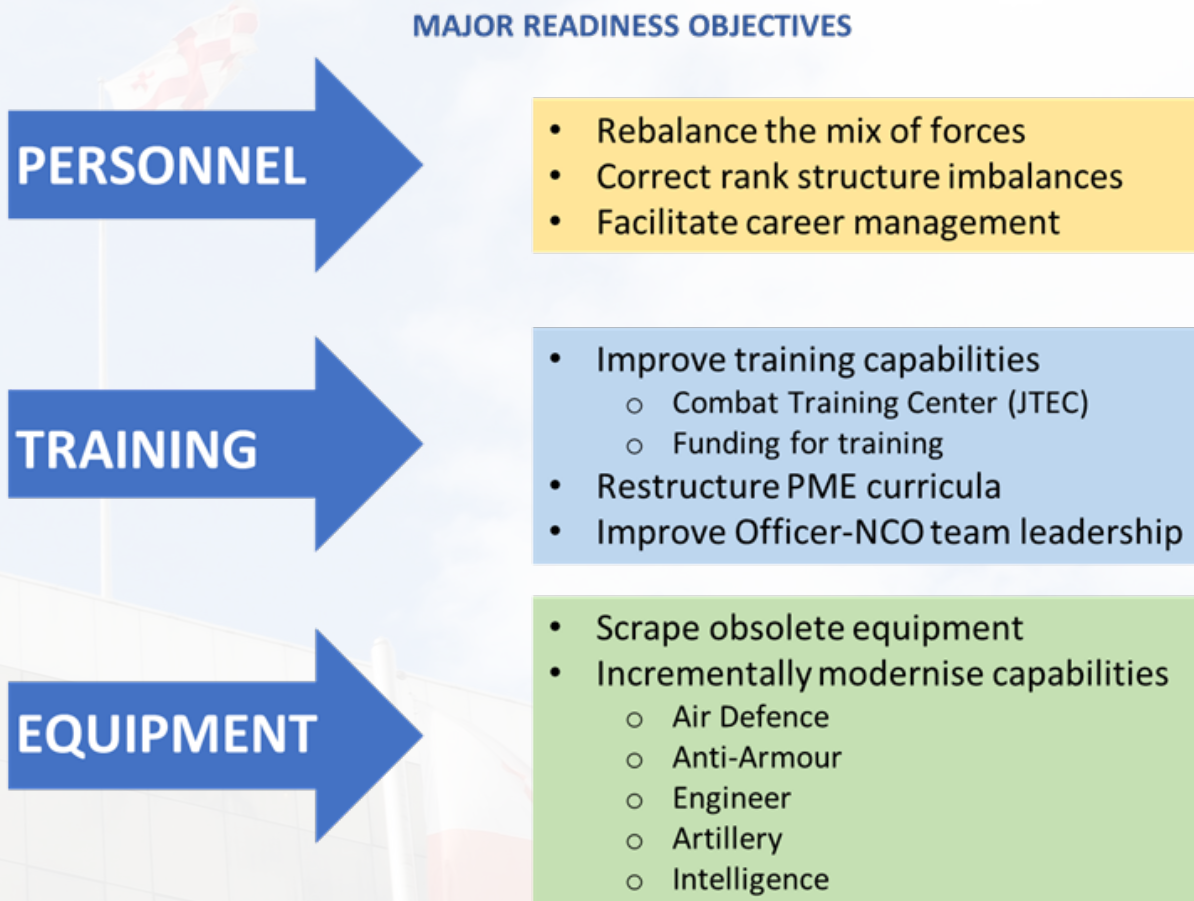 MAJOR READINESS OBJECTIVES
PERSONNEL
• Rebalance the mix of forces
• Correct rank structure imbalances
• Facilitate career management
TRAINING
• Improve training capabilities
o Combat Training Center (JTEC)
o Funding for training
• Restructure PME curricula
• Improve Officer-NCO team leadership
EQUIPMENT
• Scrape obsolete equipment
• Incrementally modernise capabilities
o Air Defence
o Anti-Armour
o Engineer
o Artillery
o Intelligence